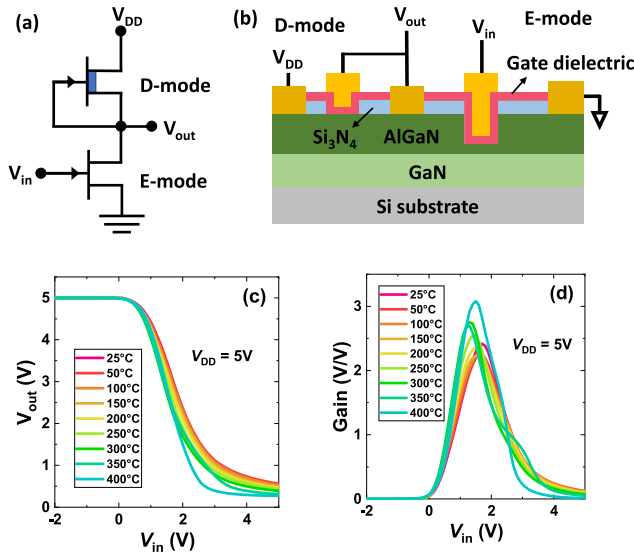 (a)
V_DD
D-mode
V_out
V_in
E-mode
(b)
D-mode
V_out
V_in
E-mode
V_DD
Gate dielectric
Si_3N_4
AlGaN
GaN
Si substrate
(c)
V_DD = 5V
25°C
50°C
100°C
150°C
200°C
250°C
300°C
350°C
400°C
V_out (V)
6
5
4
3
2
1
0
-2
0
2
4
V_in (V)
(d)
V_DD = 5V
25°C
50°C
100°C
150°C
200°C
250°C
300°C
350°C
400°C
Gain (V/V)
3
2
1
0
-2
0
2
4
V_in (V)